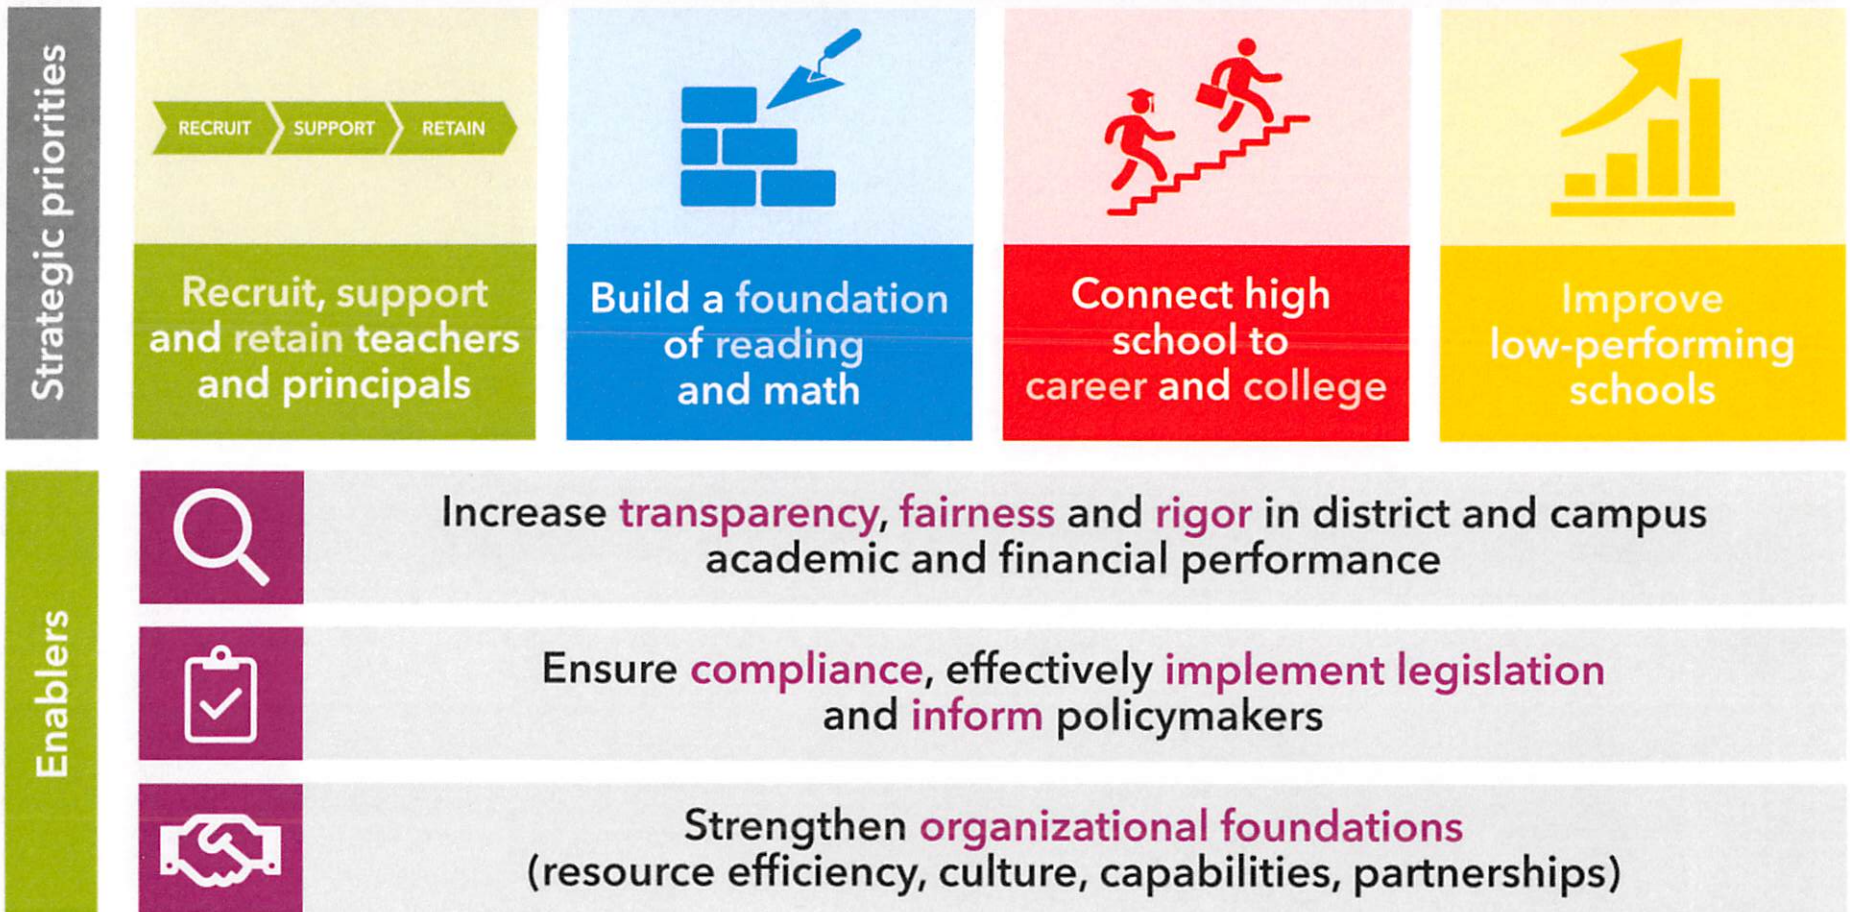 Strategic priorities
RECRUIT SUPPORT RETAIN
Recruit, support
and retain teachers
and principals
Build a foundation
of reading
and math
Connect high
school to
career and college
Improve
low-performing
schools
Enablers
Increase transparency, fairness and rigor in district and campus
academic and financial performance
Ensure compliance, effectively implement legislation
and inform policymakers
Strengthen organizational foundations
(resource efficiency, culture, capabilities, partnerships)